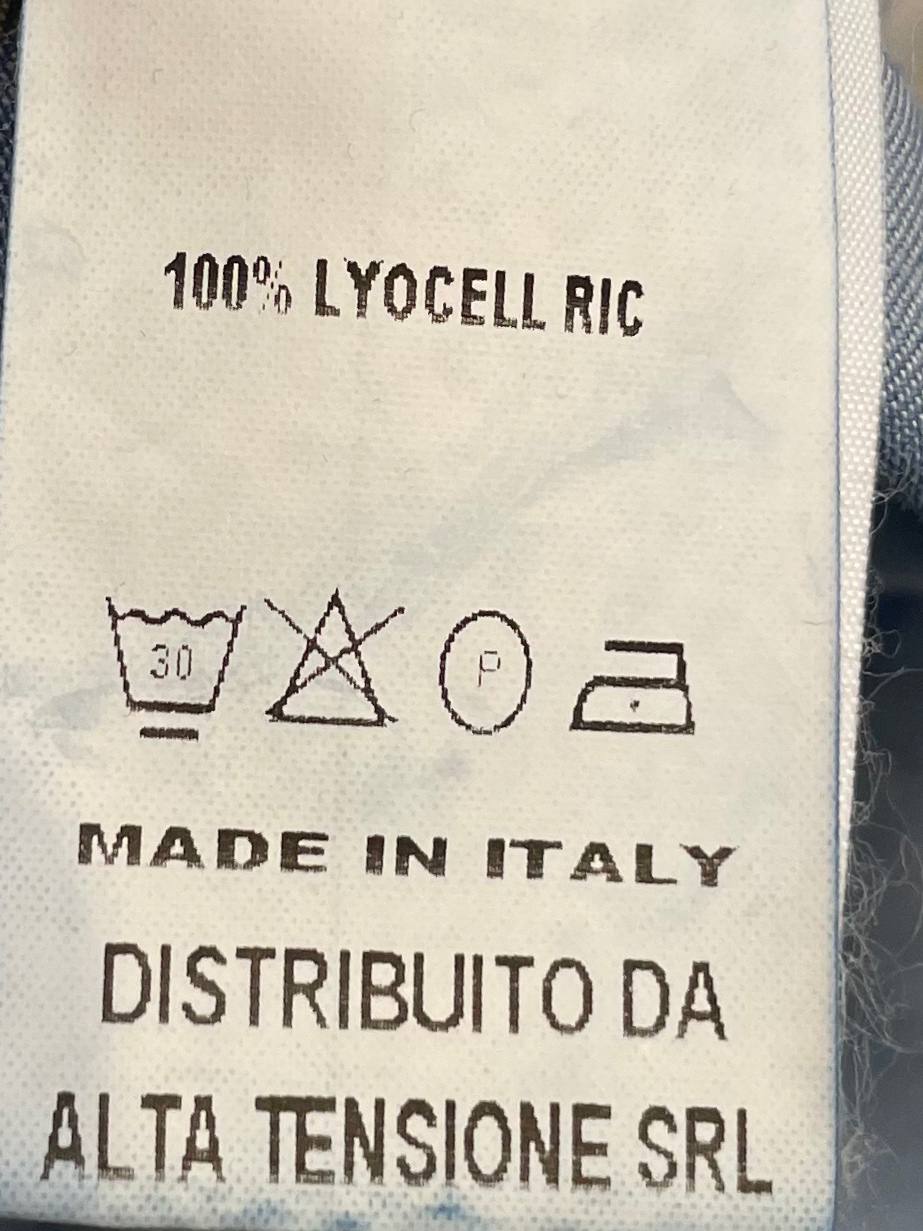 100% LYOCELL RIC
30 P
MADE IN ITALY
DISTRIBUITO DA
ALTA TENSIONE SRL